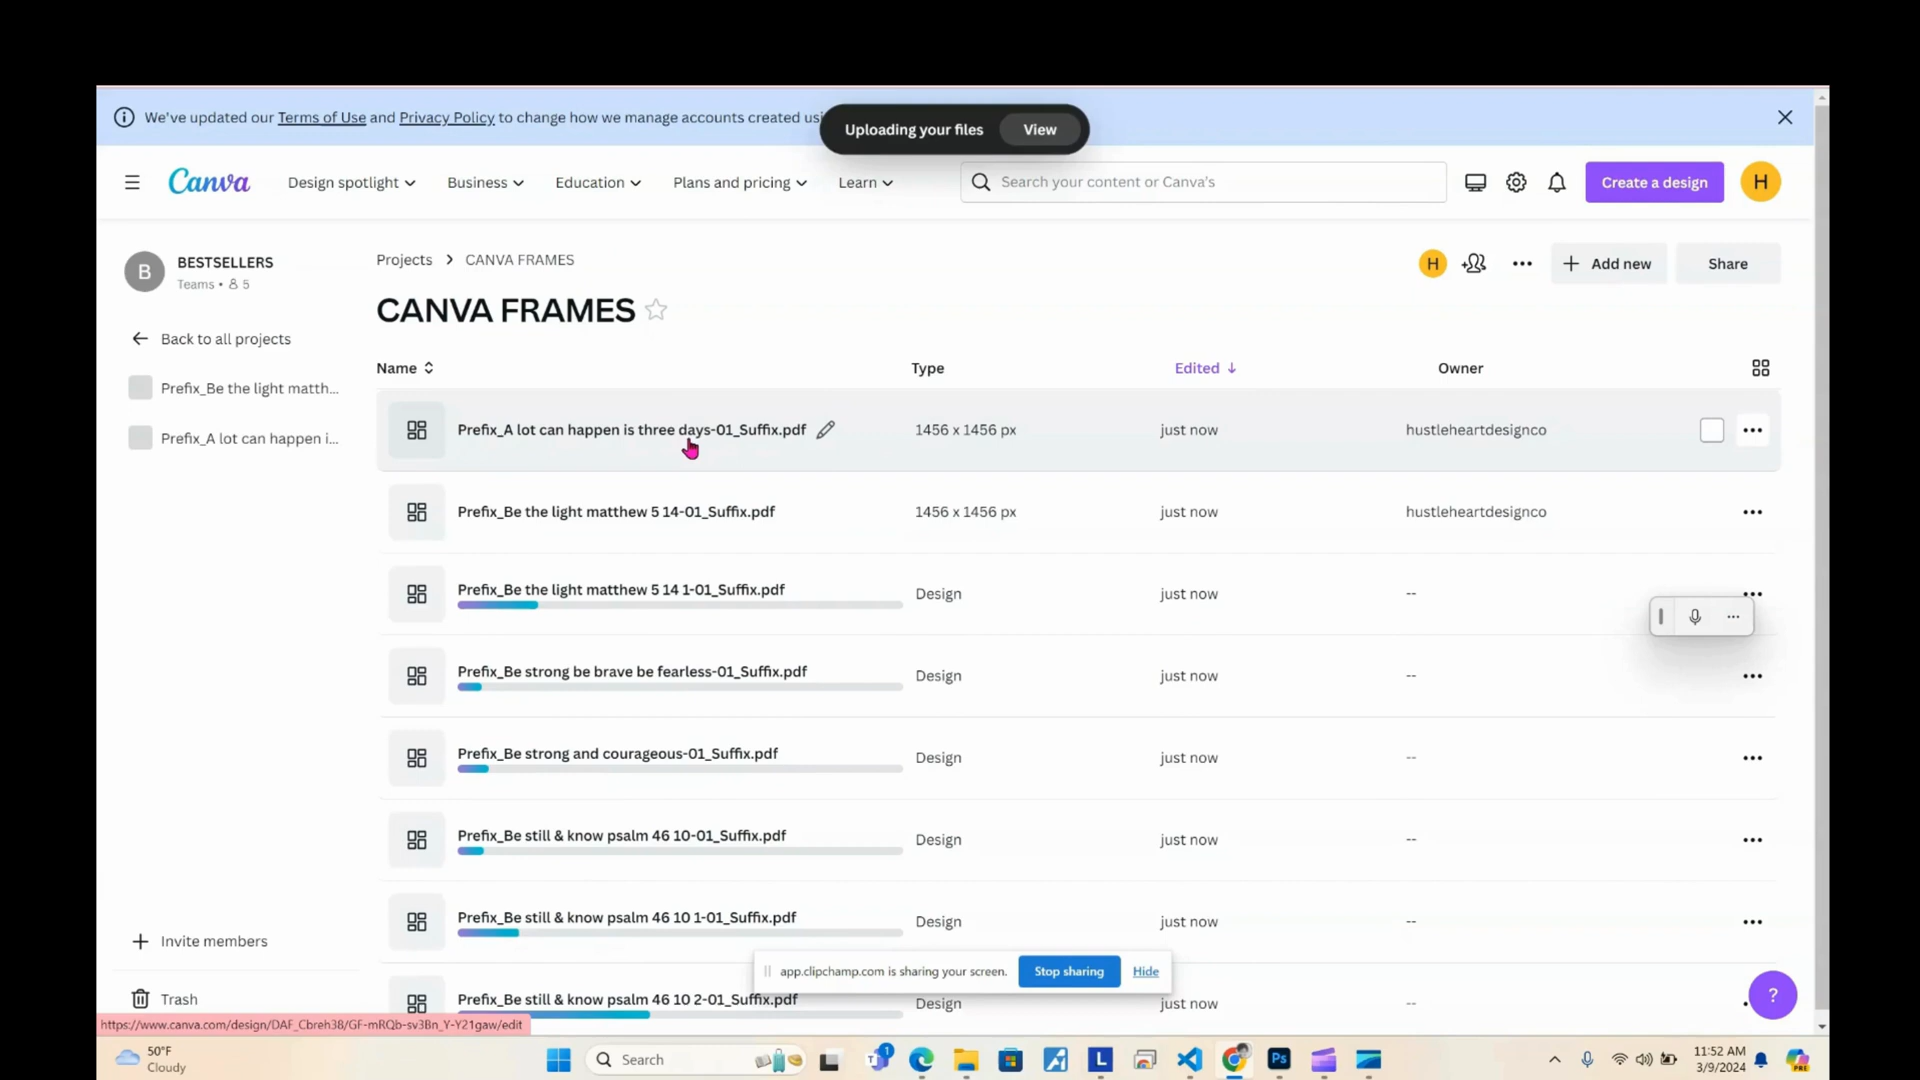 We've updated our Terms of Use and Privacy Policy to change how we manage accounts created usi
Uploading your files View
Canva Design spotlight Business Education Plans and pricing Learn Search your content or Canva's Create a design H
B BESTSELLERS
Teams • 5
Projects > CANVA FRAMES H Add new Share
CANVA FRAMES
Back to all projects
Prefix_Be the light matth...
Prefix_A lot can happen i...
Name Type Edited Owner
Prefix_A lot can happen is three days-01_Suffix.pdf 1456 x 1456 px just now hustleheartdesignco
Prefix_Be the light matthew 5 14-01_Suffix.pdf 1456 x 1456 px just now hustleheartdesignco
Prefix_Be the light matthew 5 14 1-01_Suffix.pdf Design just now --
Prefix_Be strong be brave be fearless-01_Suffix.pdf Design just now --
Prefix_Be strong and courageous-01_Suffix.pdf Design just now --
Prefix_Be still & know psalm 46 10-01_Suffix.pdf Design just now --
Prefix_Be still & know psalm 46 10 1-01_Suffix.pdf Design just now --
Invite members
app.clipchamp.com is sharing your screen. Stop sharing Hide
Prefix_Be still & know psalm 46 10 2-01_Suffix.pdf Design just now --
Trash ?
https://www.canva.com/design/DAF_Cbreh38/GF-mRQb-sv3Bn_Y-Y21gaw/edit
50°F
Cloudy
Search 1 L Ps PRE
11:52 AM
3/9/2024